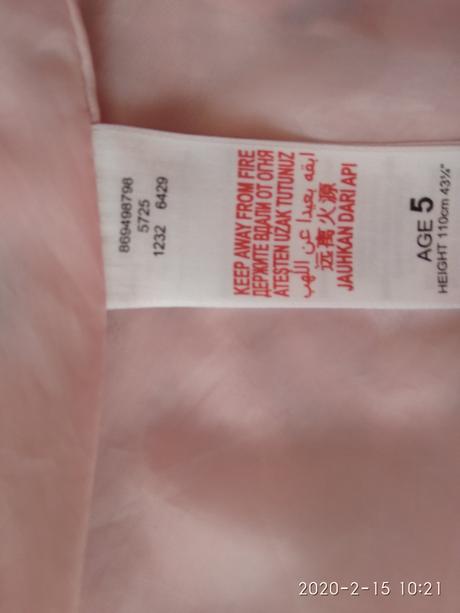 869498798
5725
1232 6429
KEEP AWAY FROM FIRE
ДЕРЖИТЕ ВДАЛИ ОТ ОГНЯ
ATEŞTEN UZAK TUTUNUZ
ابقه بعيدا عن اللهب
远离火源
JAUHKAN DARI API
AGE 5
HEIGHT 110cm 43¼"
2020-2-15 10:21